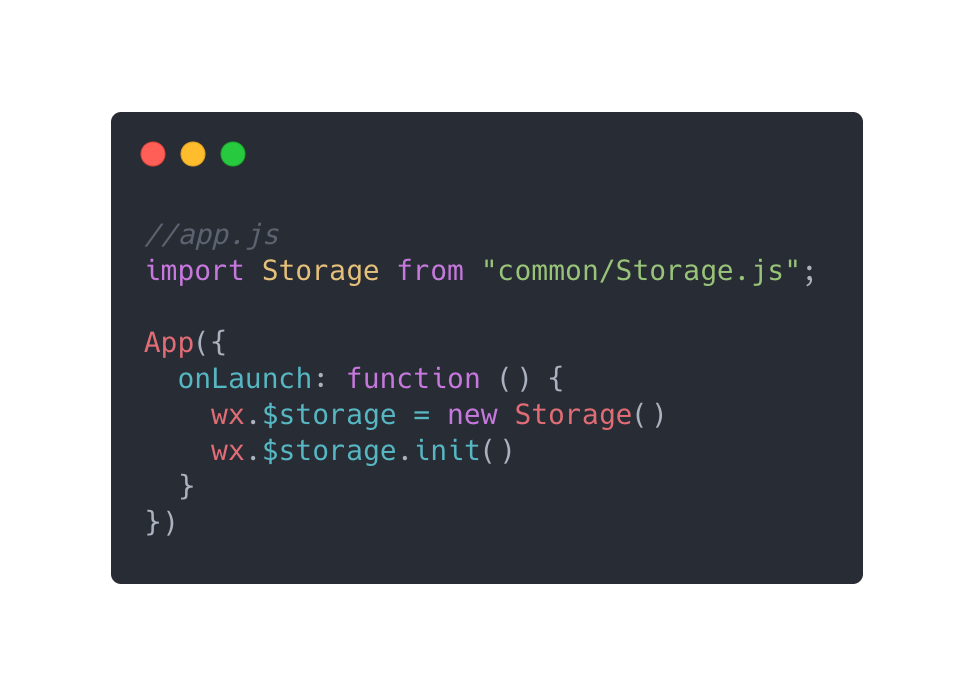 //app.js
import Storage from "common/Storage.js";
App({
  onLaunch: function () {
    wx.$storage = new Storage()
    wx.$storage.init()
  }
})